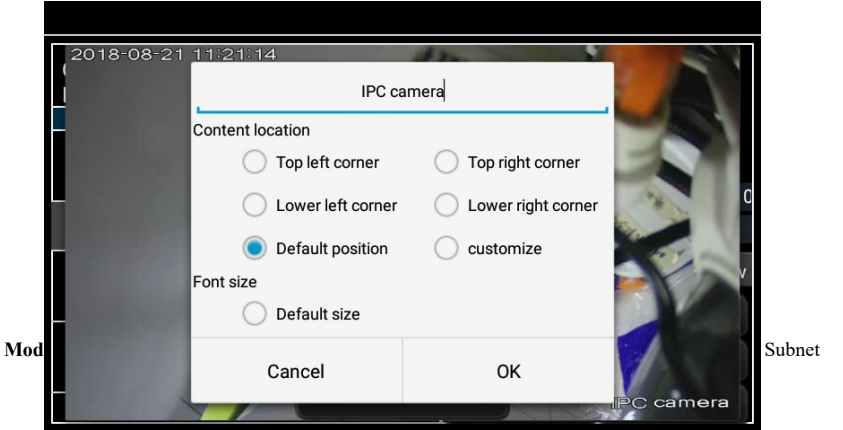 2018-08-21 11:21:14
IPC camera
Content location
Top left corner
Top right corner
Lower left corner
Lower right corner
Default position
customize
Font size
Default size
Mod
Subnet
Cancel
OK
IPC camera